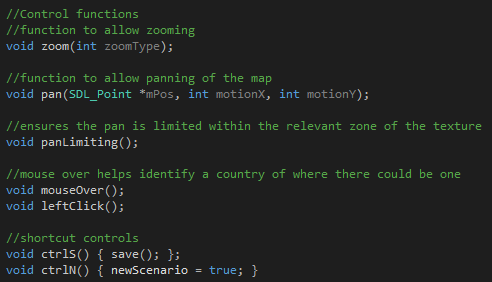 //Control functions
//function to allow zooming
void zoom(int zoomType);
//function to allow panning of the map
void pan(SDL_Point *mPos, int motionX, int motionY);
//ensures the pan is limited within the relevant zone of the texture
void panLimiting();
//mouse over helps identify a country of where there could be one
void mouseOver();
void leftClick();
//shortcut controls
void ctrlS() { save(); };
void ctrlN() { newScenario = true; }